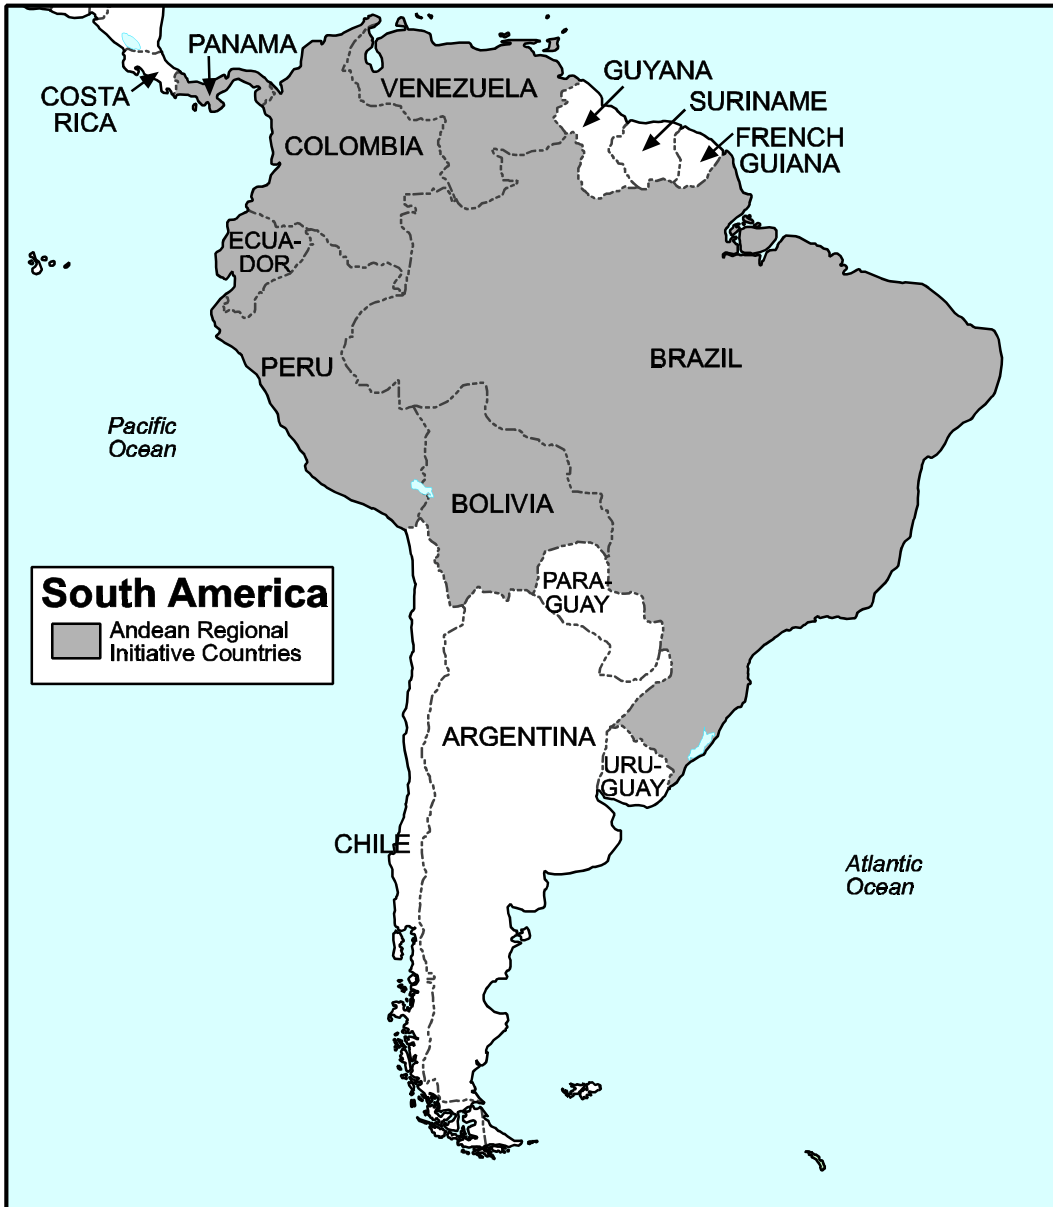 PANAMA
COSTA
RICA
VENEZUELA
GUYANA
SURINAME
FRENCH
GUIANA
COLOMBIA
ECUA-
DOR
PERU
BRAZIL
Pacific
Ocean
BOLIVIA
PARA-
GUAY
South America
Andean Regional
Initiative Countries
ARGENTINA
URU-
GUAY
CHILE
Atlantic
Ocean